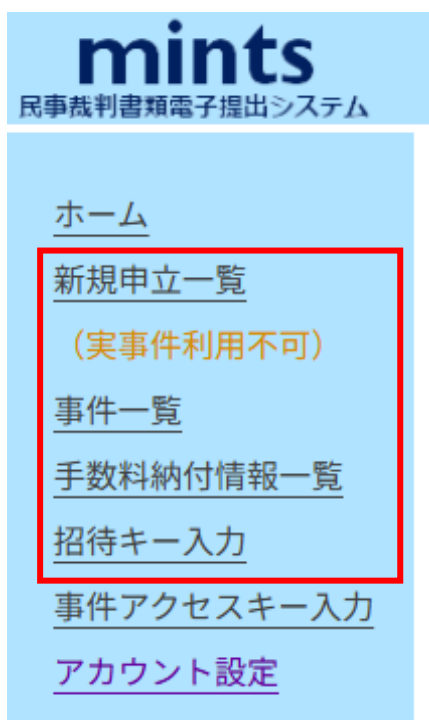 mints
民事裁判書類電子提出システム
ホーム
新規申立一覧
（実事件利用不可）
事件一覧
手数料納付情報一覧
招待キー入力
事件アクセスキー入力
アカウント設定